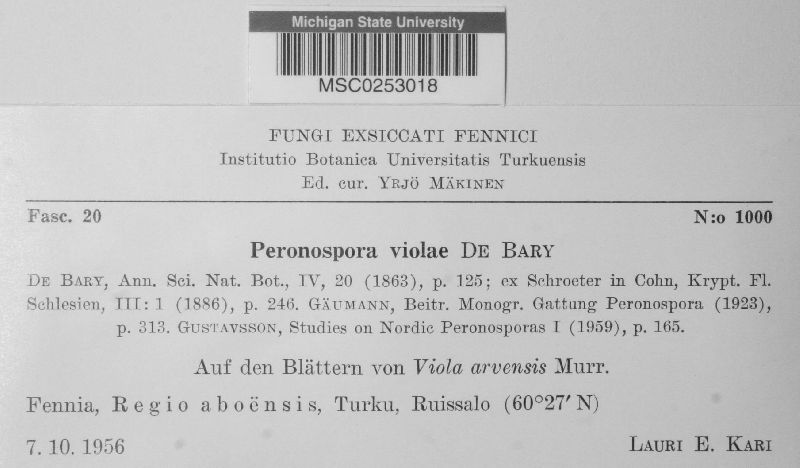 Michigan State University
MSC0253018
FUNGI EXSICCATI FENNICI
Institutio Botanica Universitatis Turkuensis
Ed. cur. YRJÖ MÄKINEN
Fasc. 20 N:o 1000
Peronospora violae DE BARY
DE BARY, Ann. Sci. Nat. Bot., IV, 20 (1863), p. 125; ex Schroeter in Cohn, Krypt. Fl.
Schlesien, III: 1 (1886), p. 246. GÄUMANN, Beitr. Monogr. Gattung Peronospora (1923),
p. 313. GUSTAVSSON, Studies on Nordic Peronosporas I (1959), p. 165.
Auf den Blättern von Viola arvensis Murr.
Fennia, Regio aboënsis, Turku, Ruissalo (60°27′ N)
7. 10. 1956 LAURI E. KARI